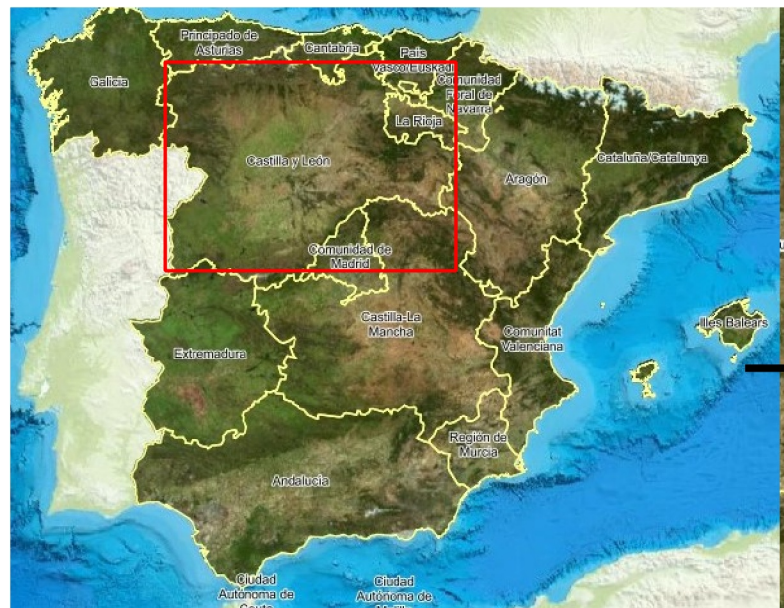 Principado de
Asturias
Cantabria
País
Vasco/Euskadi
Comunidad
Foral de
Navarra
Galicia
La Rioja
Castilla y León
Aragón
Cataluña/Catalunya
Comunidad de
Madrid
Castilla-La
Mancha
Comunitat
Valenciana
Illes Balears
Extremadura
Región de
Murcia
Andalucía
Ciudad
Autónoma de
Ceuta
Ciudad
Autónoma de